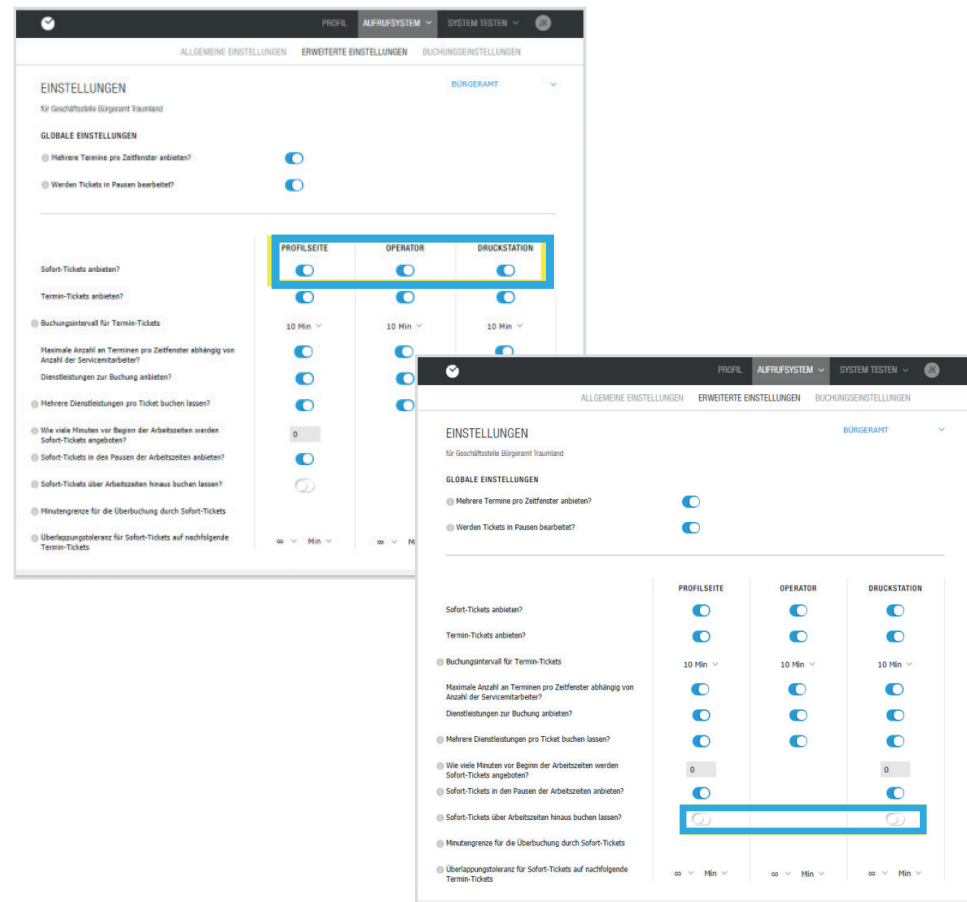 PROFIL AUFRUFSYSTEM SYSTEM TESTEN JK
ALLGEMEINE EINSTELLUNGEN ERWEITERTE EINSTELLUNGEN BUCHUNGSEINSTELLUNGEN
EINSTELLUNGEN BÜRGERAMT
für Geschäftsstelle Bürgeramt Traumland
GLOBALE EINSTELLUNGEN
Mehrere Termine pro Zeitfenster anbieten?
Werden Tickets in Pausen bearbeitet?
PROFILSEITE OPERATOR DRUCKSTATION
Sofort-Tickets anbieten?
Termin-Tickets anbieten?
Buchungsintervall für Termin-Tickets 10 Min 10 Min 10 Min
Maximale Anzahl an Terminen pro Zeitfenster abhängig von
Anzahl der Servicemitarbeiter?
Dienstleistungen zur Buchung anbieten?
Mehrere Dienstleistungen pro Ticket buchen lassen?
Wie viele Minuten vor Beginn der Arbeitszeiten werden
Sofort-Tickets angeboten? 0
Sofort-Tickets in den Pausen der Arbeitszeiten anbieten?
Sofort-Tickets über Arbeitszeiten hinaus buchen lassen?
Minutengrenze für die Überbuchung durch Sofort-Tickets
Überlappungstoleranz für Sofort-Tickets auf nachfolgende
Termin-Tickets ∞ Min ∞
PROFIL AUFRUFSYSTEM SYSTEM TESTEN JK
ALLGEMEINE EINSTELLUNGEN ERWEITERTE EINSTELLUNGEN BUCHUNGSEINSTELLUNGEN
EINSTELLUNGEN BÜRGERAMT
für Geschäftsstelle Bürgeramt Traumland
GLOBALE EINSTELLUNGEN
Mehrere Termine pro Zeitfenster anbieten?
Werden Tickets in Pausen bearbeitet?
PROFILSEITE OPERATOR DRUCKSTATION
Sofort-Tickets anbieten?
Termin-Tickets anbieten?
Buchungsintervall für Termin-Tickets 10 Min 10 Min 10 Min
Maximale Anzahl an Terminen pro Zeitfenster abhängig von
Anzahl der Servicemitarbeiter?
Dienstleistungen zur Buchung anbieten?
Mehrere Dienstleistungen pro Ticket buchen lassen?
Wie viele Minuten vor Beginn der Arbeitszeiten werden
Sofort-Tickets angeboten? 0 0
Sofort-Tickets in den Pausen der Arbeitszeiten anbieten?
Sofort-Tickets über Arbeitszeiten hinaus buchen lassen?
Minutengrenze für die Überbuchung durch Sofort-Tickets
Überlappungstoleranz für Sofort-Tickets auf nachfolgende
Termin-Tickets ∞ Min ∞ Min ∞ Min